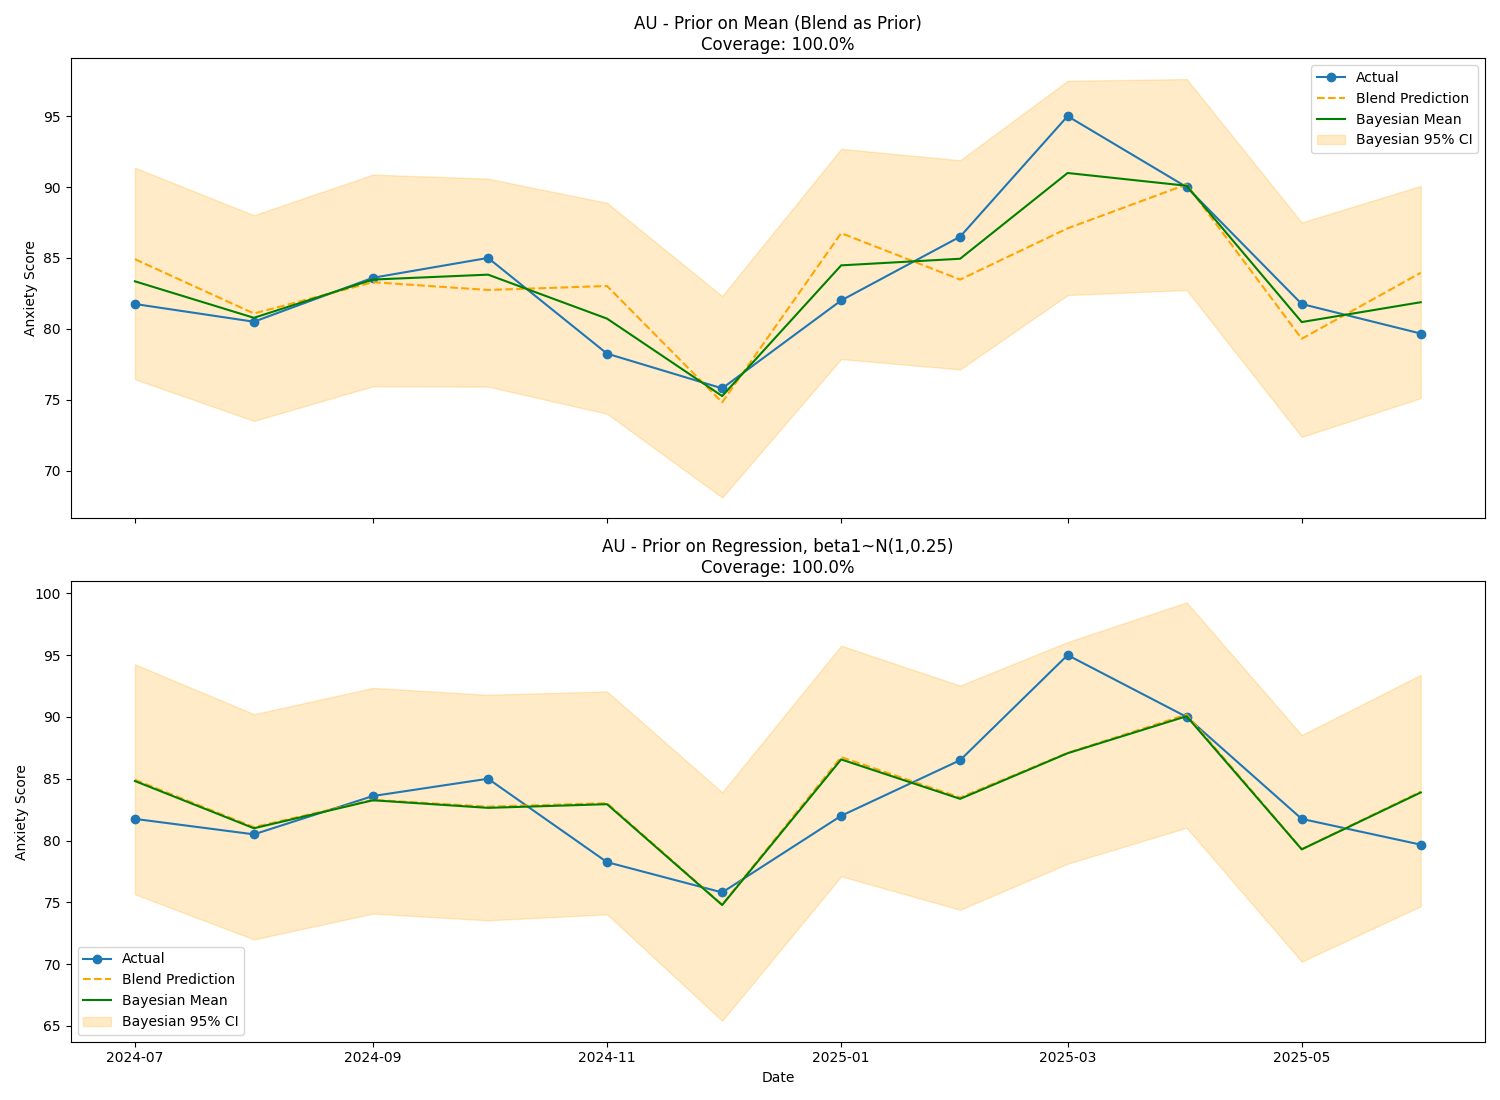 AU - Prior on Mean (Blend as Prior)
Coverage: 100.0%
Anxiety Score
95
90
85
80
75
70
Actual
Blend Prediction
Bayesian Mean
Bayesian 95% CI
AU - Prior on Regression, beta1~N(1,0.25)
Coverage: 100.0%
Anxiety Score
100
95
90
85
80
75
70
65
Actual
Blend Prediction
Bayesian Mean
Bayesian 95% CI
2024-07 2024-09 2024-11 2025-01 2025-03 2025-05
Date